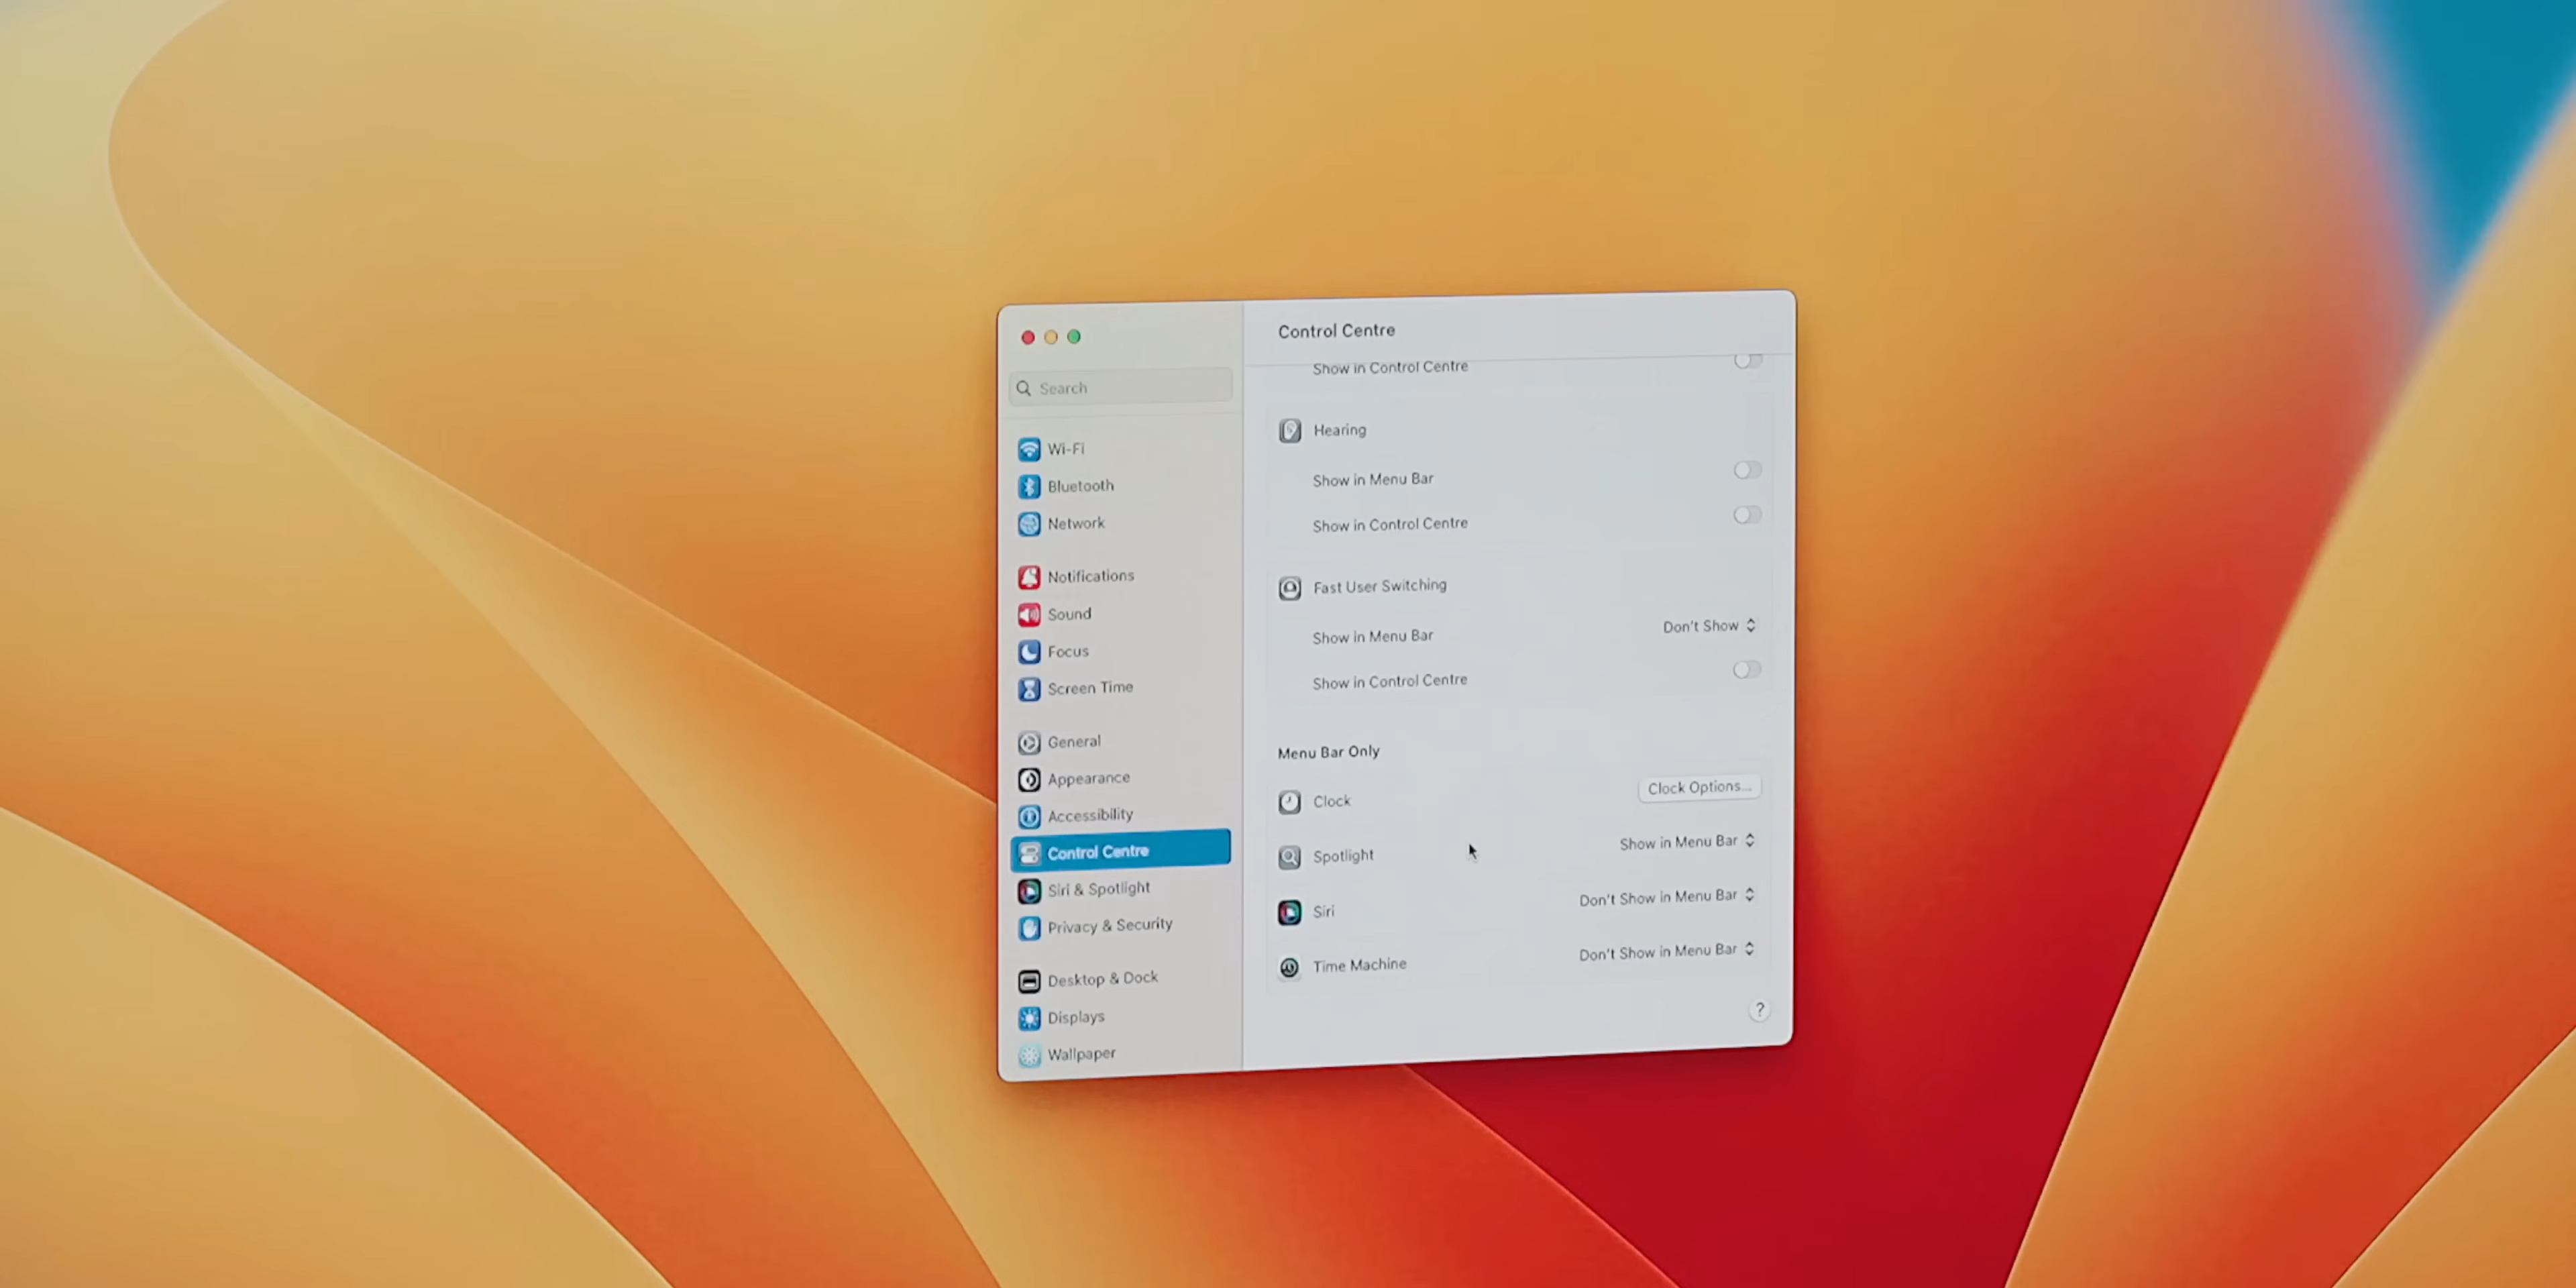 Control Centre
Search
Wi-Fi
Bluetooth
Network
Notifications
Sound
Focus
Screen Time
General
Appearance
Accessibility
Control Centre
Siri & Spotlight
Privacy & Security
Desktop & Dock
Displays
Wallpaper
Show in Control Centre
Hearing
Show in Menu Bar
Show in Control Centre
Fast User Switching
Show in Menu Bar Don't Show
Show in Control Centre
Menu Bar Only
Clock Clock Options...
Spotlight Show in Menu Bar
Siri Don't Show in Menu Bar
Time Machine Don't Show in Menu Bar
?